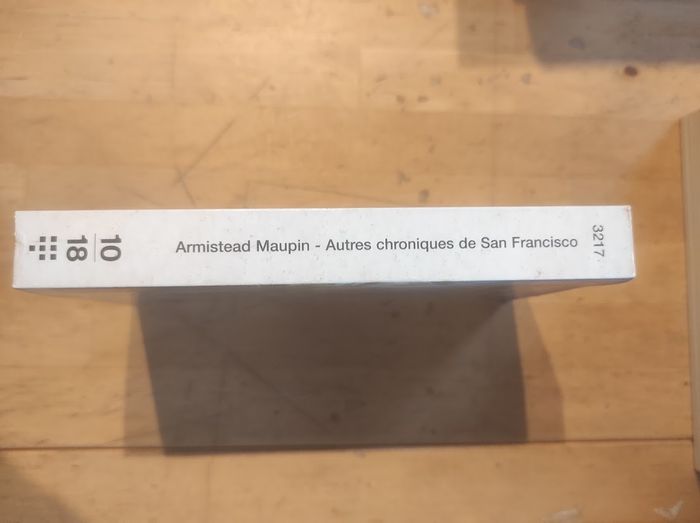 10
18
Armistead Maupin - Autres chroniques de San Francisco
3217